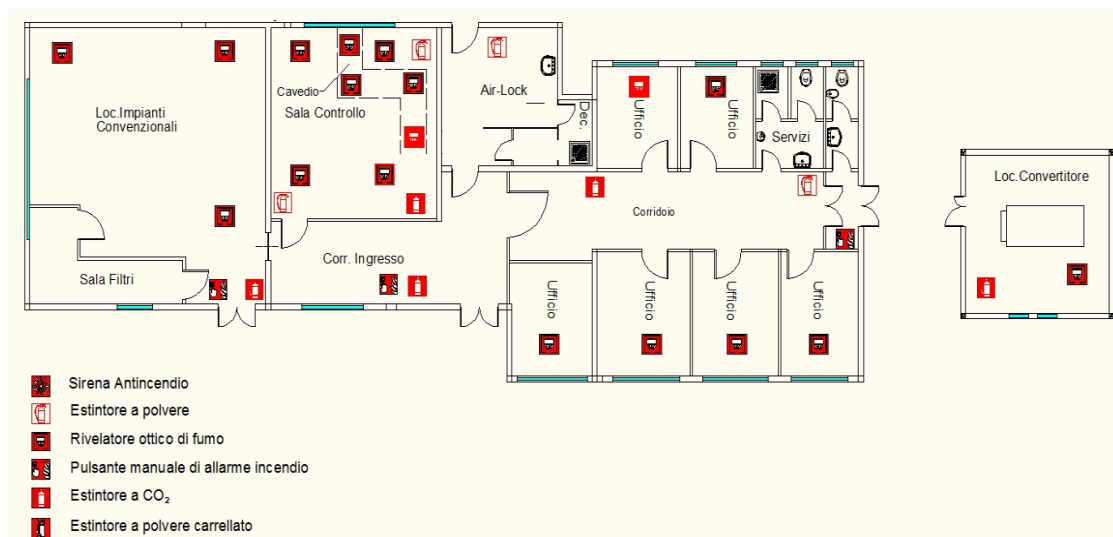 Loc.Impianti
Convenzionali
Cavedio
Sala Controllo
Air-Lock
Dec.
Ufficio
Ufficio
Servizi
Loc.Convertitore
Corridoio
Corr. Ingresso
Sala Filtri
Ufficio
Ufficio
Ufficio
Ufficio
Sirena Antincendio
Estintore a polvere
Rivelatore ottico di fumo
Pulsante manuale di allarme incendio
Estintore a CO₂
Estintore a polvere carrellato